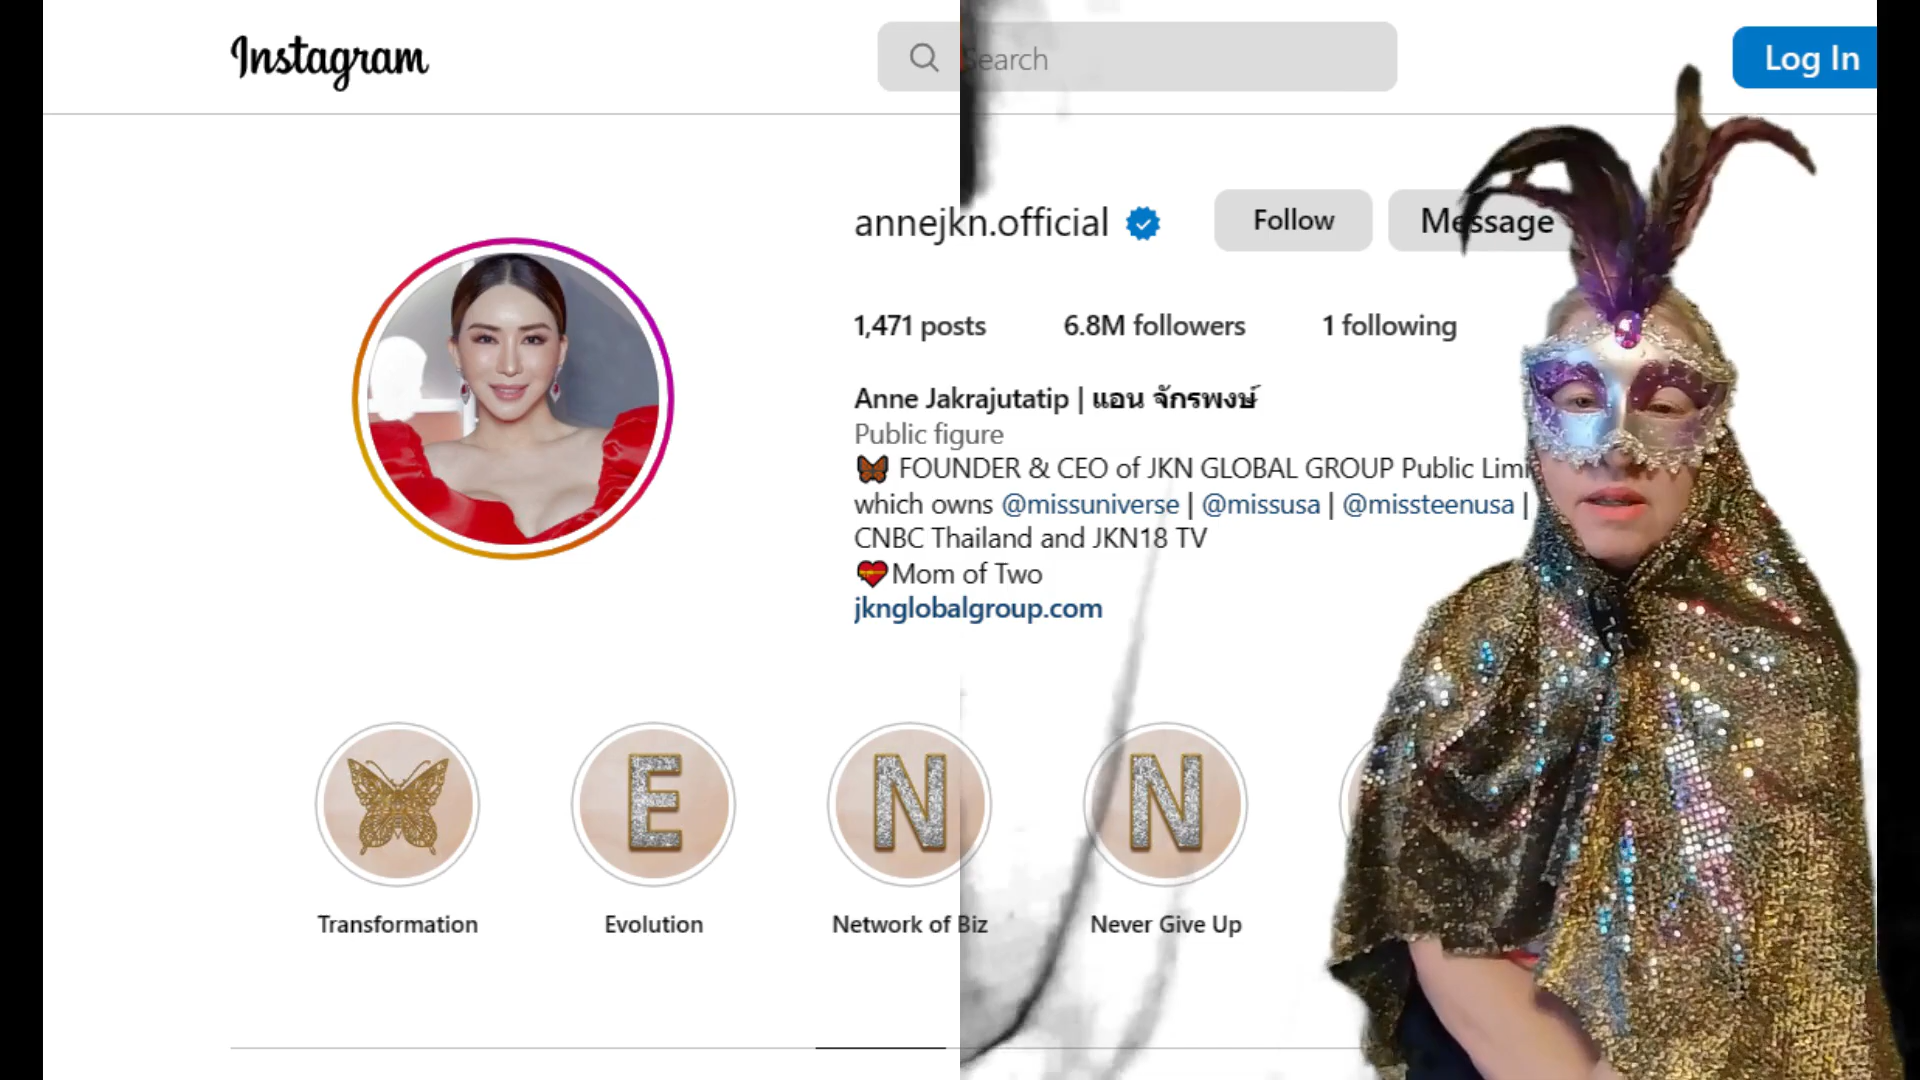 Instagram
Search
Log In
annejkn.official
Follow
Message
1,471 posts
6.8M followers
1 following
Anne Jakrajutatip | แอน จักรพงษ์
Public figure
🦋 FOUNDER & CEO of JKN GLOBAL GROUP Public
which owns @missuniverse | @missusa | @missteenusa |
CNBC Thailand and JKN18 TV
💝Mom of Two
jknglobalgroup.com
E
N
N
Transformation
Evolution
Network of Biz
Never Give Up